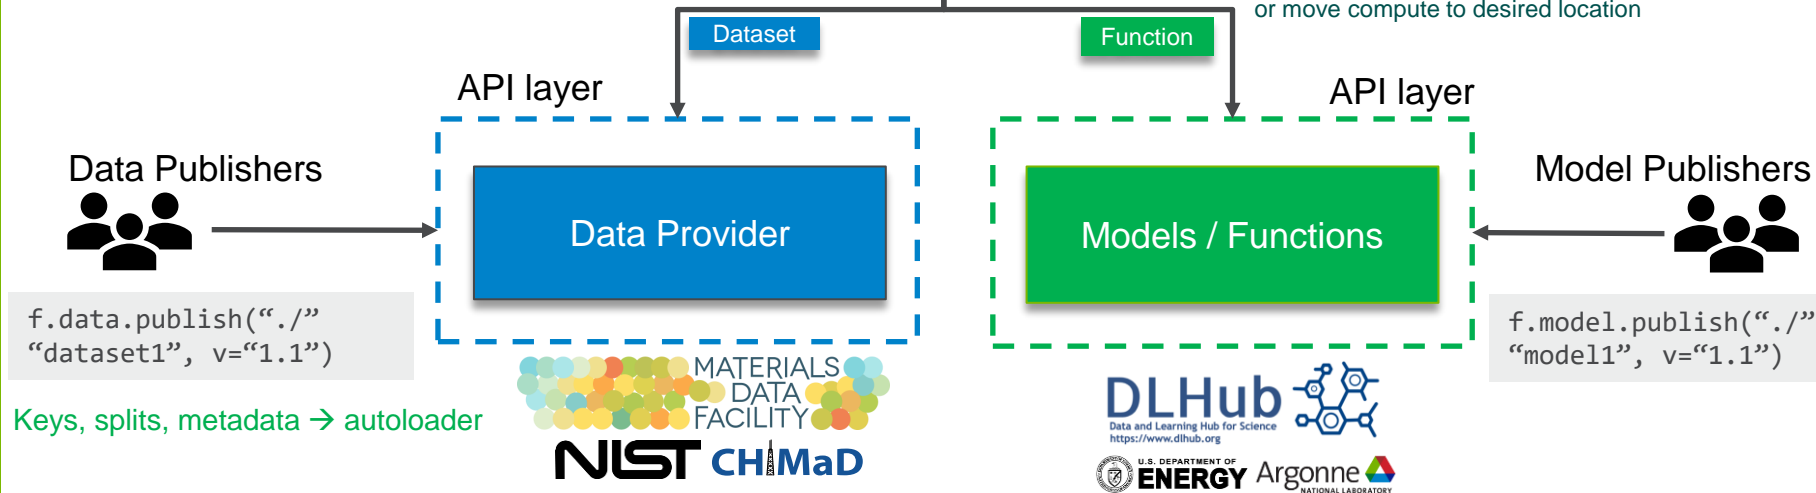 or move compute to desired location
Dataset
Function
API layer
API layer
Data Publishers
Model Publishers
Data Provider
Models / Functions
f.data.publish(“./”
“dataset1”, v=“1.1”)
f.model.publish(“./”
“model1”, v=“1.1”)
Keys, splits, metadata → autoloader
MATERIALS
DATA
FACILITY
NIST CHiMaD
DLHub
Data and Learning Hub for Science
https://www.dlhub.org
U.S. DEPARTMENT OF
ENERGY
Argonne
NATIONAL LABORATORY